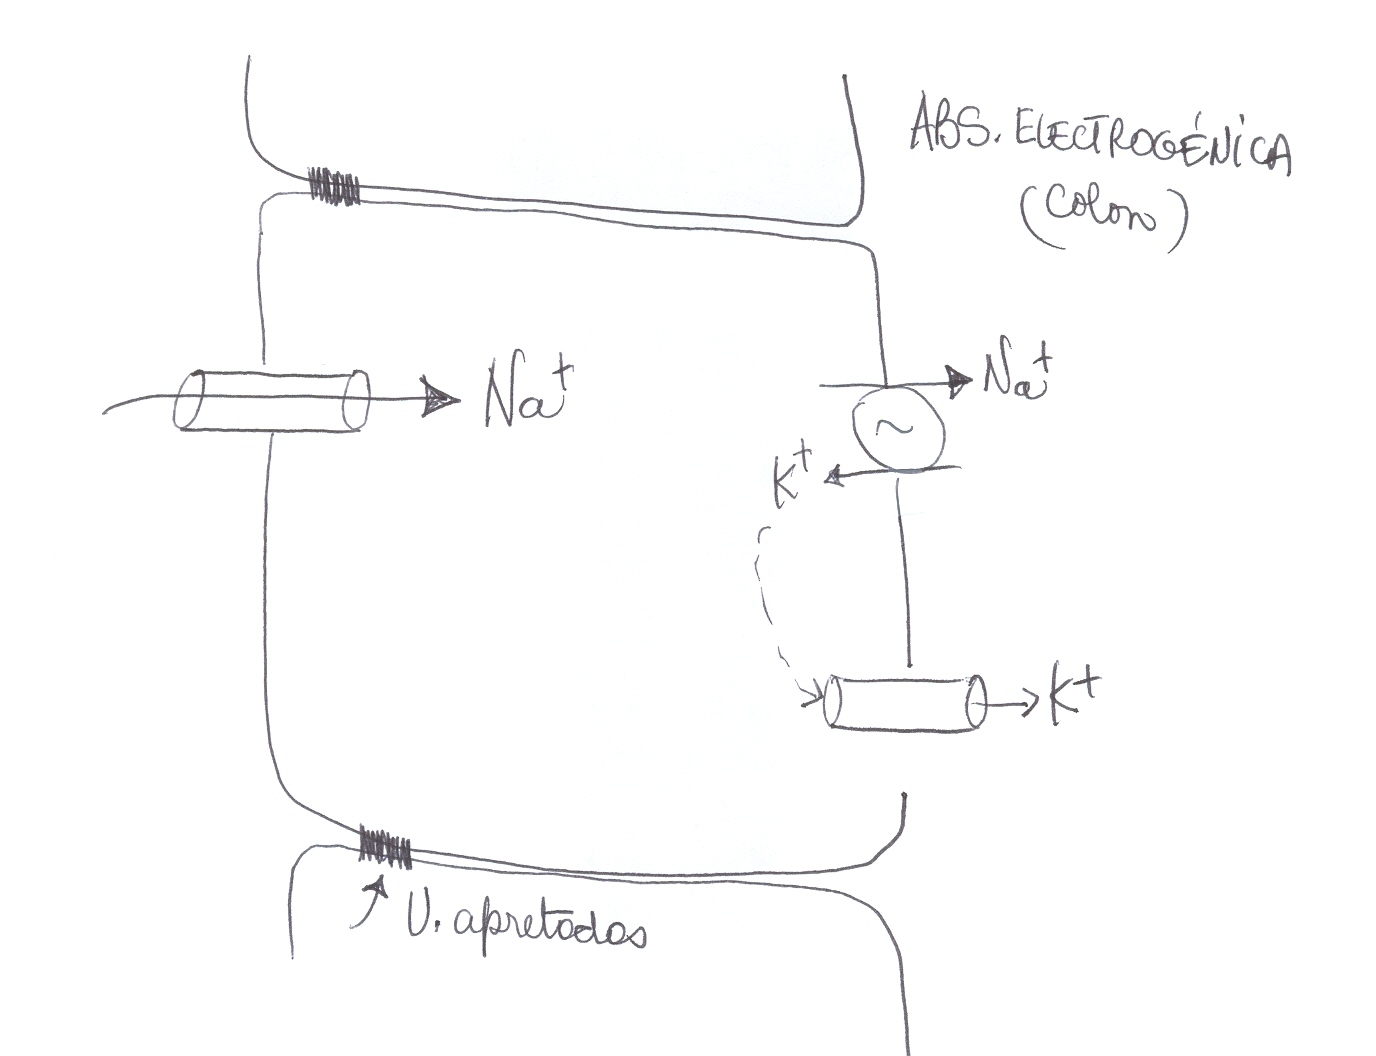 ABS. ELECTROGÉNICA
(Colon)
Na+
Na+
~
K+
K+
U. apretadas